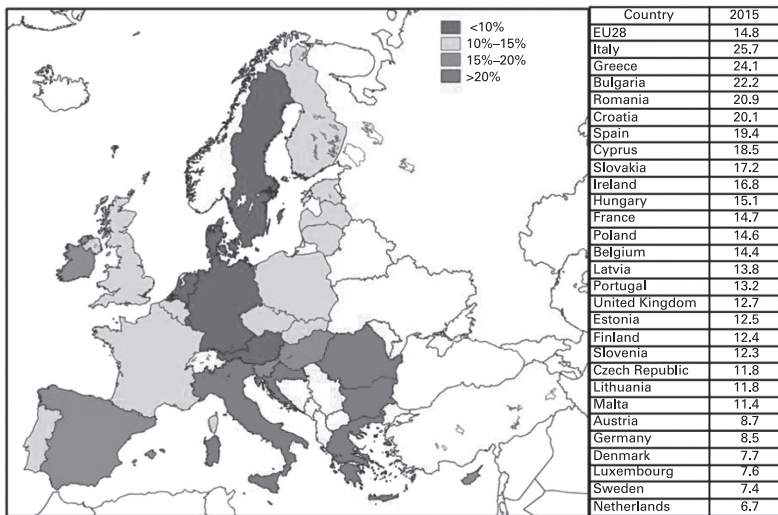 <10%
10%–15%
15%–20%
>20%
Country 2015
EU28 14.8
Italy 25.7
Greece 24.1
Bulgaria 22.2
Romania 20.9
Croatia 20.1
Spain 19.4
Cyprus 18.5
Slovakia 17.2
Ireland 16.8
Hungary 15.1
France 14.7
Poland 14.6
Belgium 14.4
Latvia 13.8
Portugal 13.2
United Kingdom 12.7
Estonia 12.5
Finland 12.4
Slovenia 12.3
Czech Republic 11.8
Lithuania 11.8
Malta 11.4
Austria 8.7
Germany 8.5
Denmark 7.7
Luxembourg 7.6
Sweden 7.4
Netherlands 6.7